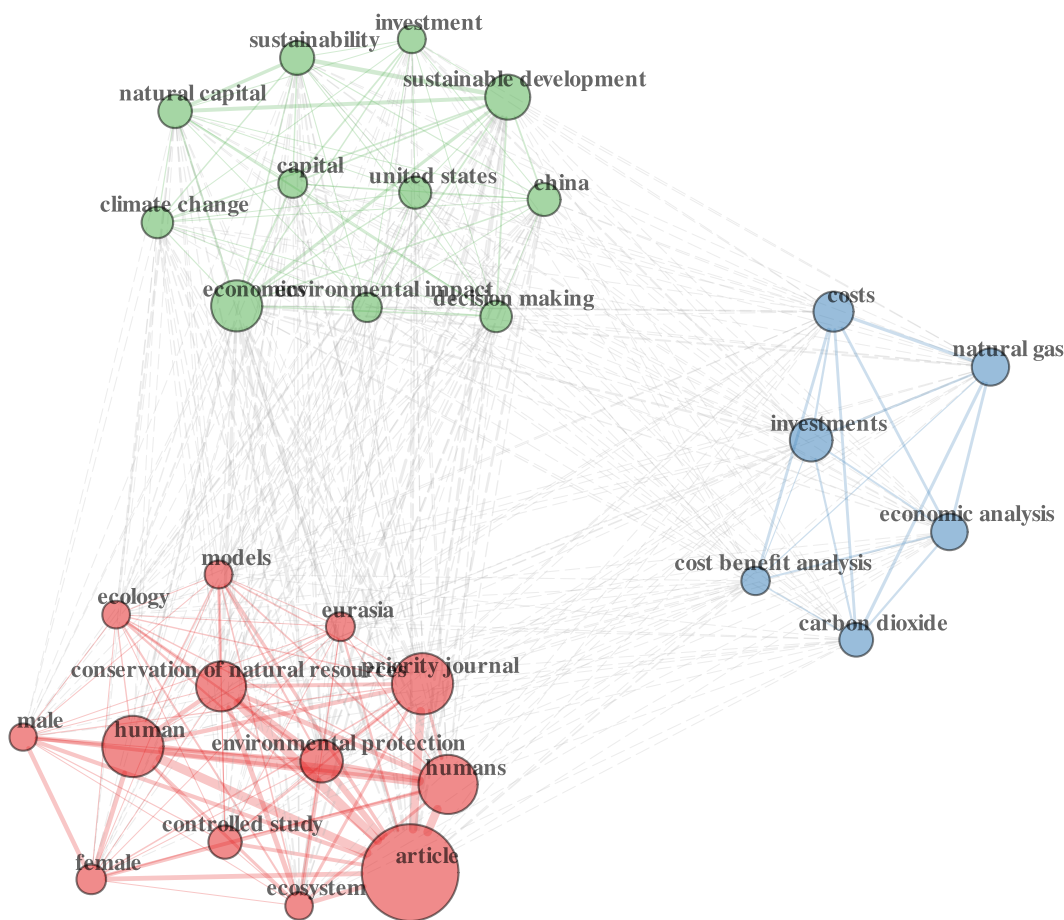 investment
sustainability
sustainable development
natural capital
capital
united states
china
climate change
economics
environmental impact
decision making
costs
natural gas
investments
economic analysis
cost benefit analysis
carbon dioxide
models
ecology
eurasia
conservation of natural resources
priority journal
male
human
environmental protection
humans
controlled study
article
female
ecosystem